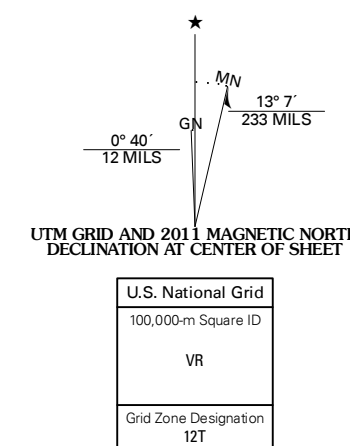 ★
MN
GN
13° 7´
233 MILS
0° 40´
12 MILS
UTM GRID AND 2011 MAGNETIC NORT
DECLINATION AT CENTER OF SHEET
U.S. National Grid
100,000-m Square ID
VR
Grid Zone Designation
12T